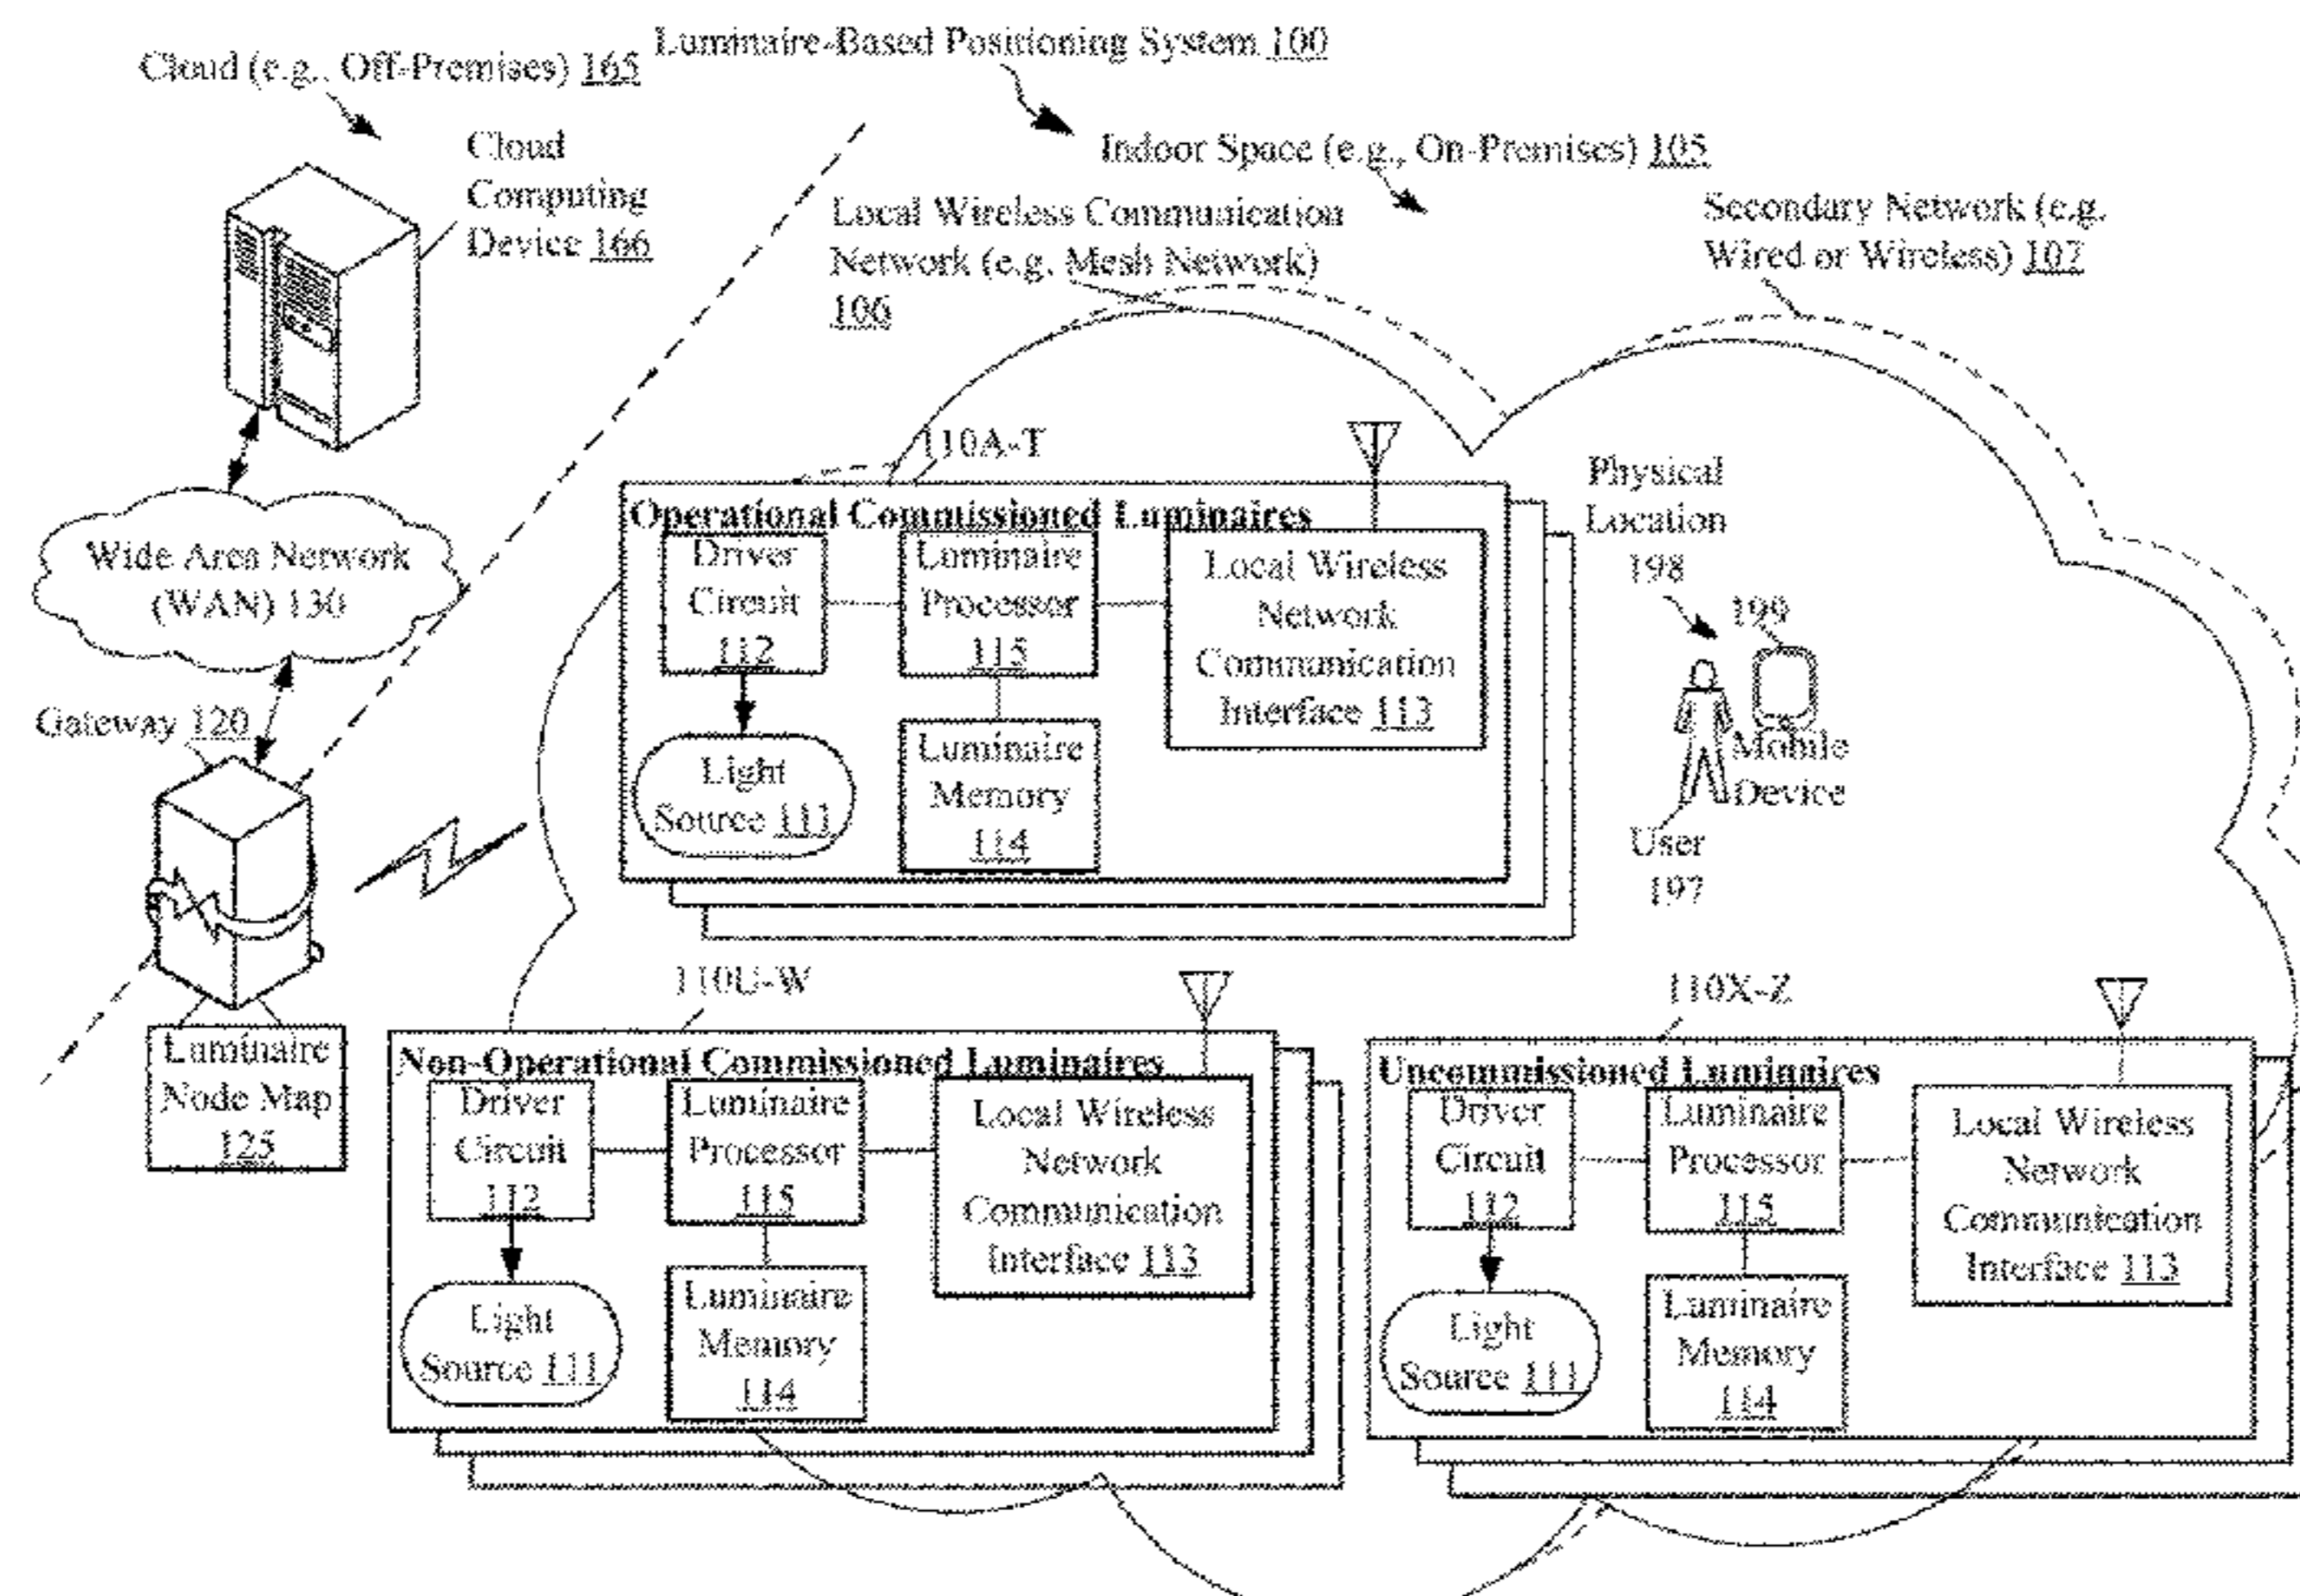 Luminaire-Based Positioning System 100
Cloud (e.g., Off-Premises) 165
Cloud
Computing
Device 166
Indoor Space (e.g., On-Premises) 105
Local Wireless Communication
Network (e.g. Mesh Network)
106
Secondary Network (e.g.
Wired or Wireless) 107
Wide Area Network
(WAN) 130
Gateway 120
Luminaire
Node Map
125
110A-T
Operational Commissioned Luminaires
Driver
Circuit
112
Luminaire
Processor
115
Local Wireless
Network
Communication
Interface 113
Light
Source 111
Luminaire
Memory
114
Physical
Location
198
199
Mobile
Device
User
197
110U-W
Non-Operational Commissioned Luminaires
Driver
Circuit
112
Luminaire
Processor
115
Local Wireless
Network
Communication
Interface 113
Light
Source 111
Luminaire
Memory
114
110X-Z
Uncommissioned Luminaires
Driver
Circuit
112
Luminaire
Processor
115
Local Wireless
Network
Communication
Interface 113
Light
Source 111
Luminaire
Memory
114